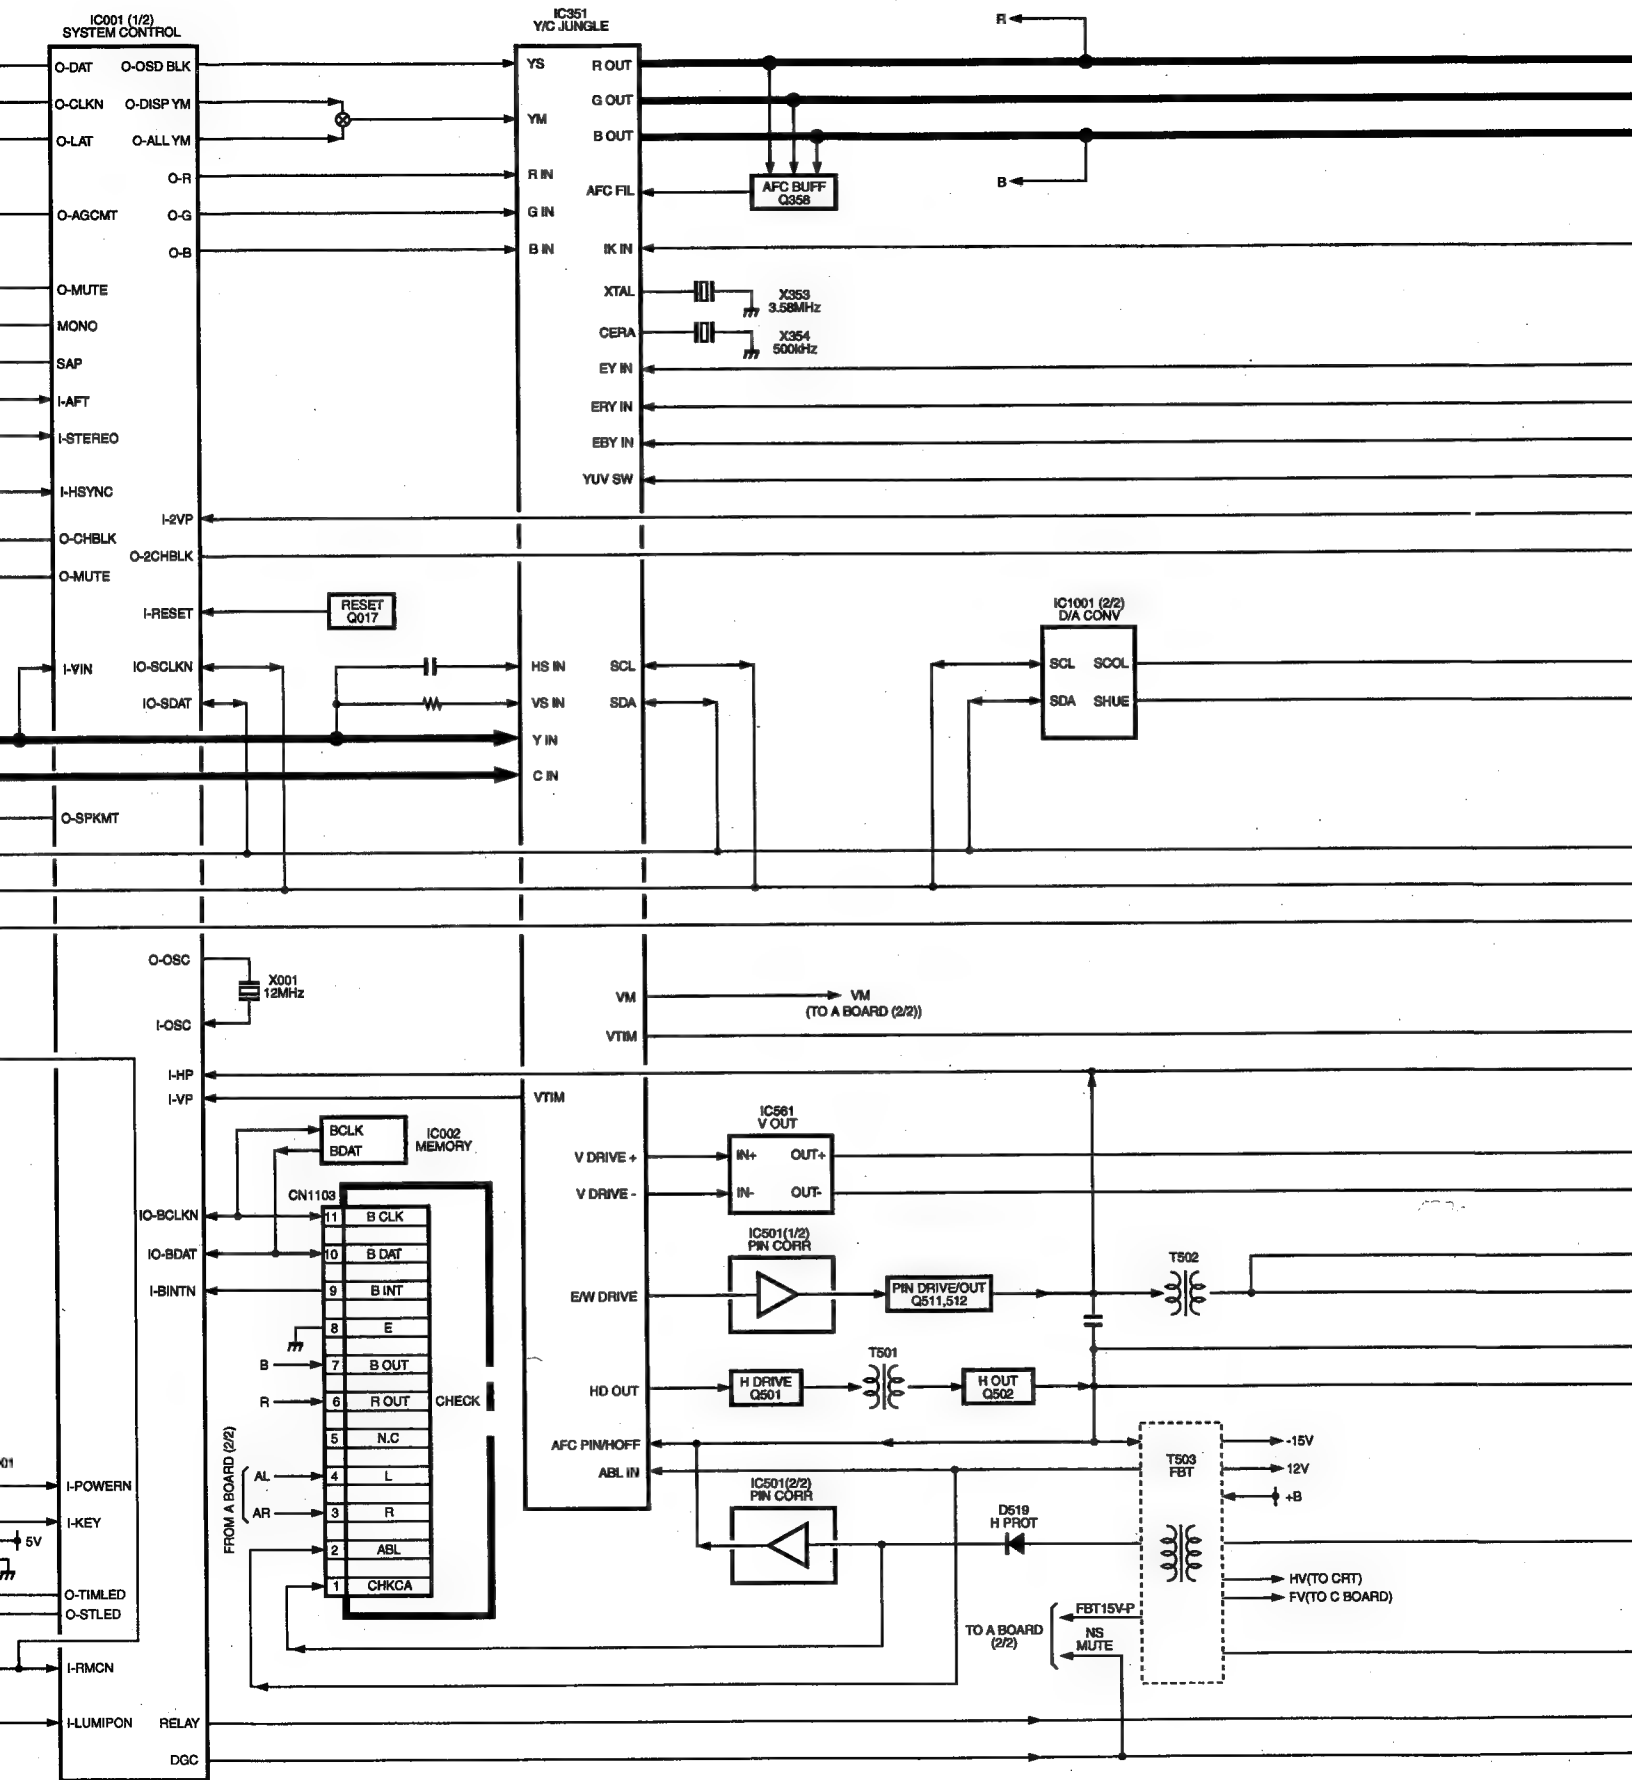 IC001 (1/2)
SYSTEM CONTROL
O-DAT
O-CLKN
O-LAT
O-AGCMT
O-MUTE
MONO
SAP
I-AFT
I-STEREO
I-HSYNC
O-CHBLK
O-MUTE
I-VIN
O-SPKMT
I-POWERN
I-KEY
5V
O-TIMLED
O-STLED
I-RMCN
I-LUMIPON
O-OSD BLK
O-DISP YM
O-ALL YM
O-R
O-G
O-B
I-2VP
O-2CHBLK
I-RESET
IO-SCLKN
IO-SDAT
O-OSC
I-OSC
I-HP
I-VP
IO-BCLKN
IO-BDAT
I-BINTN
RELAY
DGC
RESET
Q017
X001
12MHz
BCLK
BDAT
IC002
MEMORY
CN1103
11 B CLK
10 B DAT
9 B INT
8 E
B 7 B OUT
R 6 R OUT
CHECK
5 N.C
AL 4 L
AR 3 R
2 ABL
1 CHKCA
FROM A BOARD (2/2)
IC351
Y/C JUNGLE
YS
YM
R IN
G IN
B IN
HS IN
VS IN
Y IN
C IN
VTIM
R OUT
G OUT
B OUT
AFC FIL
IK IN
XTAL
CERA
EY IN
ERY IN
EBY IN
YUV SW
SCL
SDA
VM
VTIM
V DRIVE +
V DRIVE -
E/W DRIVE
HD OUT
AFC PIN/HOFF
ABL IN
R
B
AFC BUFF
Q358
X353
3.58MHz
X354
500kHz
IC1001 (2/2)
D/A CONV
SCL SCOL
SDA SHUE
VM
(TO A BOARD (2/2))
IC561
V OUT
IN+ OUT+
IN- OUT-
IC501(1/2)
PIN CORR
PIN DRIVE/OUT
Q511,512
T502
H DRIVE
Q501
T501
H OUT
Q502
IC501(2/2)
PIN CORR
D519
H PROT
T503
FBT
-15V
12V
+B
HV(TO CRT)
FV(TO C BOARD)
FBT15V-P
NS
MUTE
TO A BOARD
(2/2)